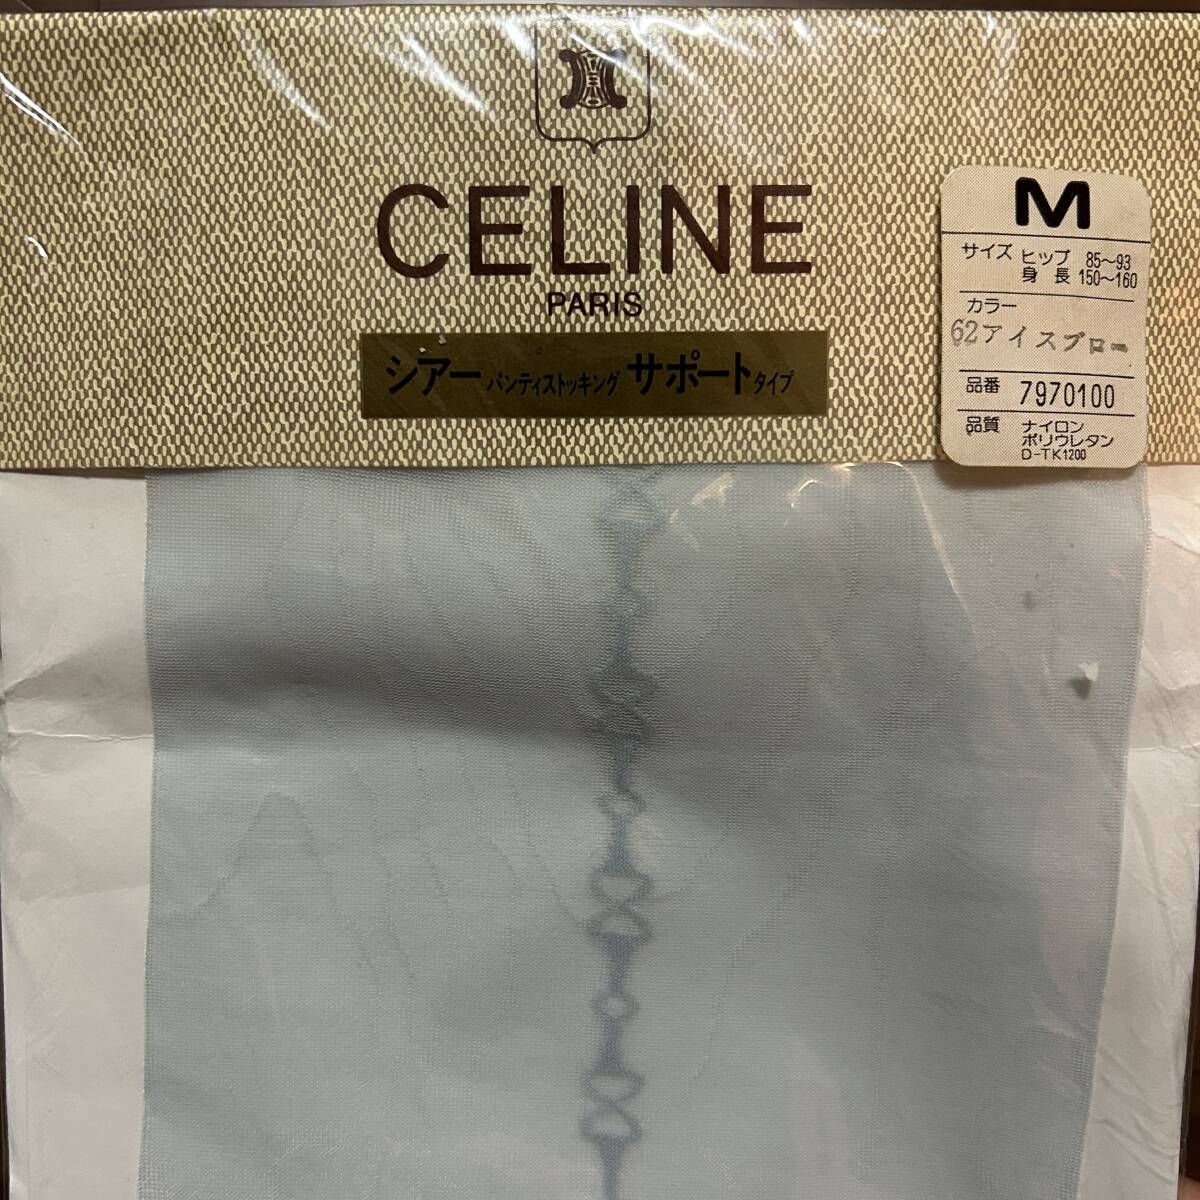 CELINE
PARIS
シアーパンティストッキング サポートタイプ
M
サイズ ヒップ 85〜93
身長 150〜160
カラー
62アイスブロー
品番 7970100
品質 ナイロン
ポリウレタン
D-TK1200